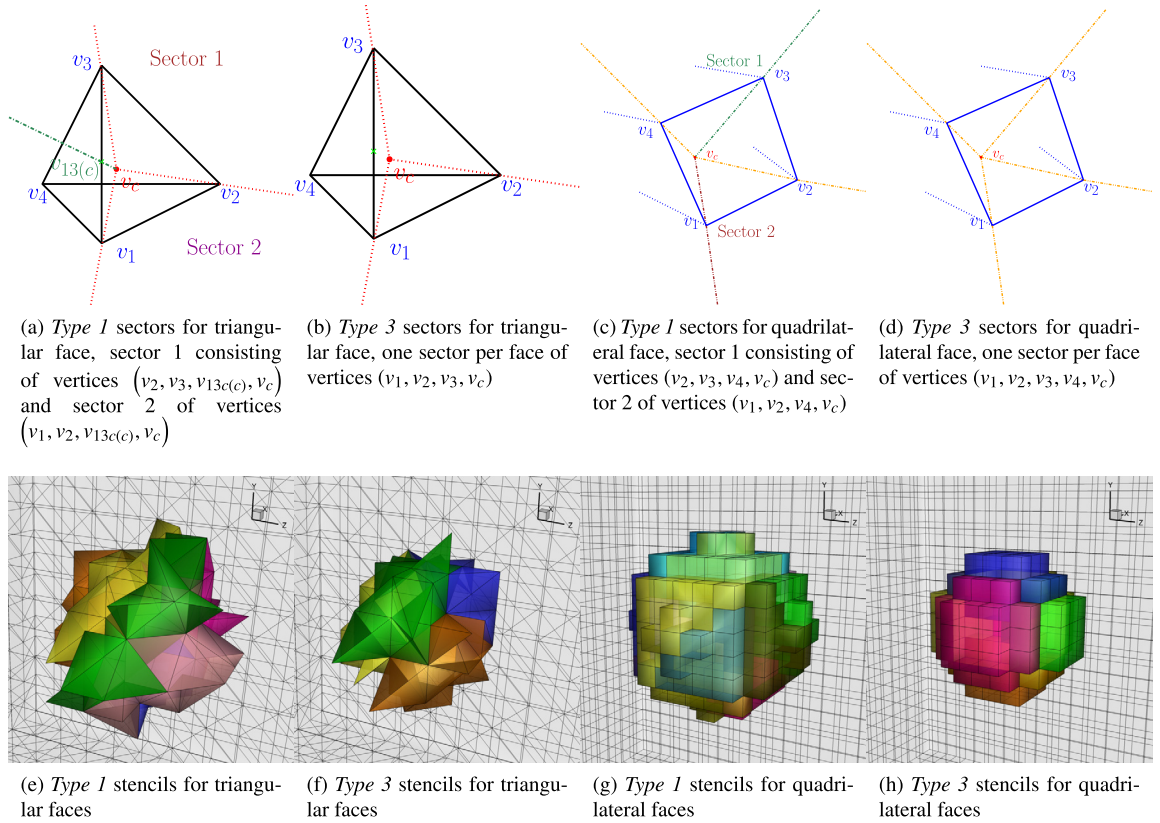 v3
Sector 1
v13(c)
vc
v4
v2
Sector 2
v1
v3
vc
v4
v2
v1
Sector 1
v3
v4
vc
v2
v1
Sector 2
v3
v4
vc
v2
v1
(a) Type 1 sectors for triangu-
lar face, sector 1 consisting
of vertices (v2, v3, v13c(c), vc)
and sector 2 of vertices
(v1, v2, v13c(c), vc)
(b) Type 3 sectors for triangu-
lar face, one sector per face of
vertices (v1, v2, v3, vc)
(c) Type 1 sectors for quadrilat-
eral face, sector 1 consisting of
vertices (v2, v3, v4, vc) and sec-
tor 2 of vertices (v1, v2, v4, vc)
(d) Type 3 sectors for quadri-
lateral face, one sector per face
of vertices (v1, v2, v3, v4, vc)
Y
X
Z
Y
X
Z
Y
X
Z
Y
X
Z
(e) Type 1 stencils for triangu-
lar faces
(f) Type 3 stencils for triangu-
lar faces
(g) Type 1 stencils for quadri-
lateral faces
(h) Type 3 stencils for quadri-
lateral faces